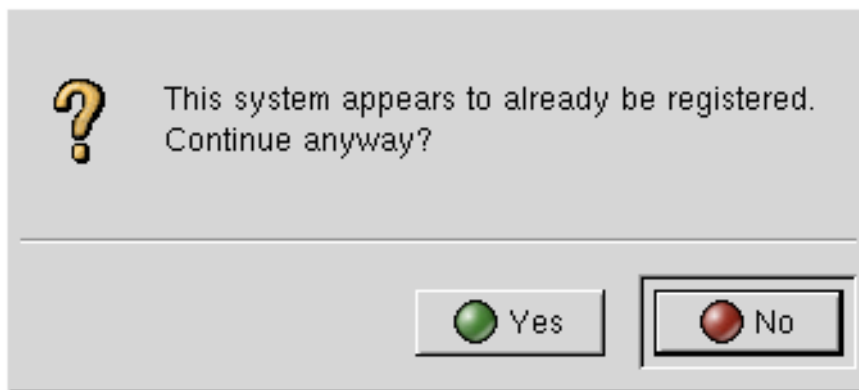 This system appears to already be registered.
Continue anyway?
Yes
No